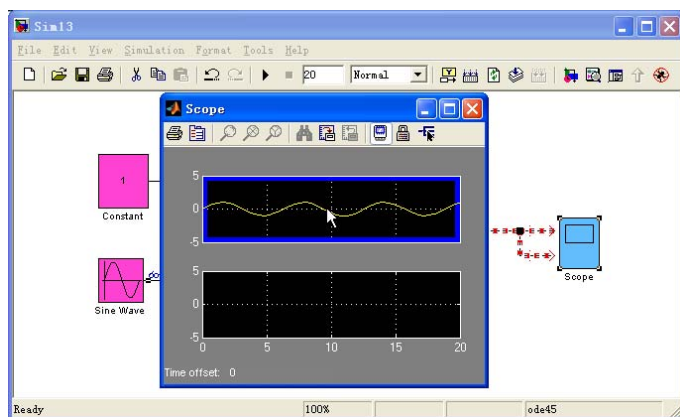 Sim13
File Edit View Simulation Format Tools Help
20 Normal
Scope
1
Constant
Sine Wave
5
0
-5
5
0
-5
0 5 10 15 20
Time offset: 0
Scope
Ready 100% ode45